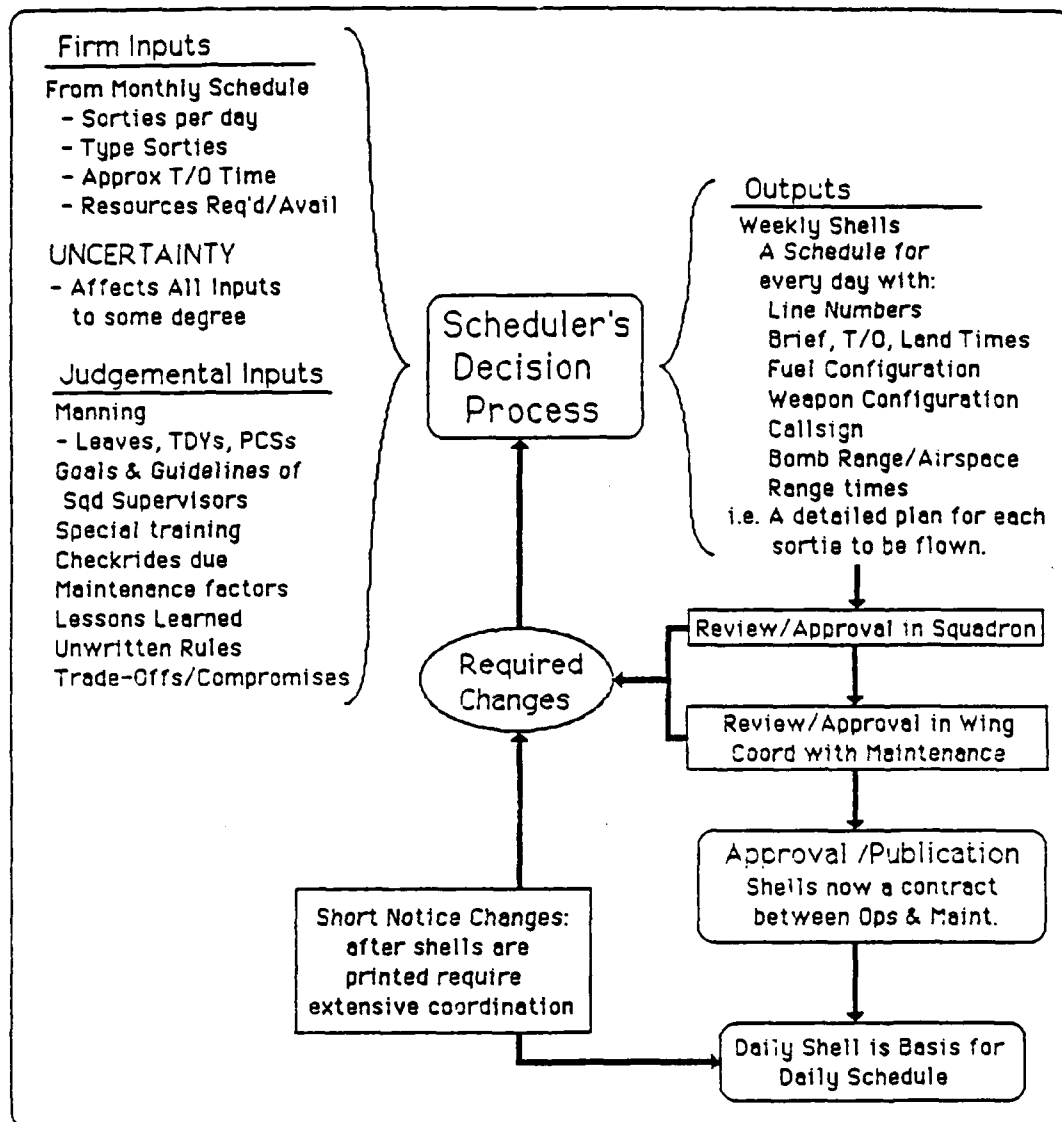 Firm Inputs
From Monthly Schedule
- Sorties per day
- Type Sorties
- Approx T/O Time
- Resources Req'd/Avail
UNCERTAINTY
- Affects All Inputs
to some degree
Judgemental Inputs
Manning
- Leaves, TDYs, PCSs
Goals & Guidelines of
Sqd Supervisors
Special training
Checkrides due
Maintenance factors
Lessons Learned
Unwritten Rules
Trade-Offs/Compromises
Scheduler's
Decision
Process
Outputs
Weekly Shells
A Schedule for
every day with:
Line Numbers
Brief, T/O, Land Times
Fuel Configuration
Weapon Configuration
Callsign
Bomb Range/Airspace
Range times
i.e. A detailed plan for each
sortie to be flown.
Review/Approval in Squadron
Required
Changes
Review/Approval in Wing
Coord with Maintenance
Approval /Publication
Shells now a contract
between Ops & Maint.
Short Notice Changes:
after shells are
printed require
extensive coordination
Daily Shell is Basis for
Daily Schedule